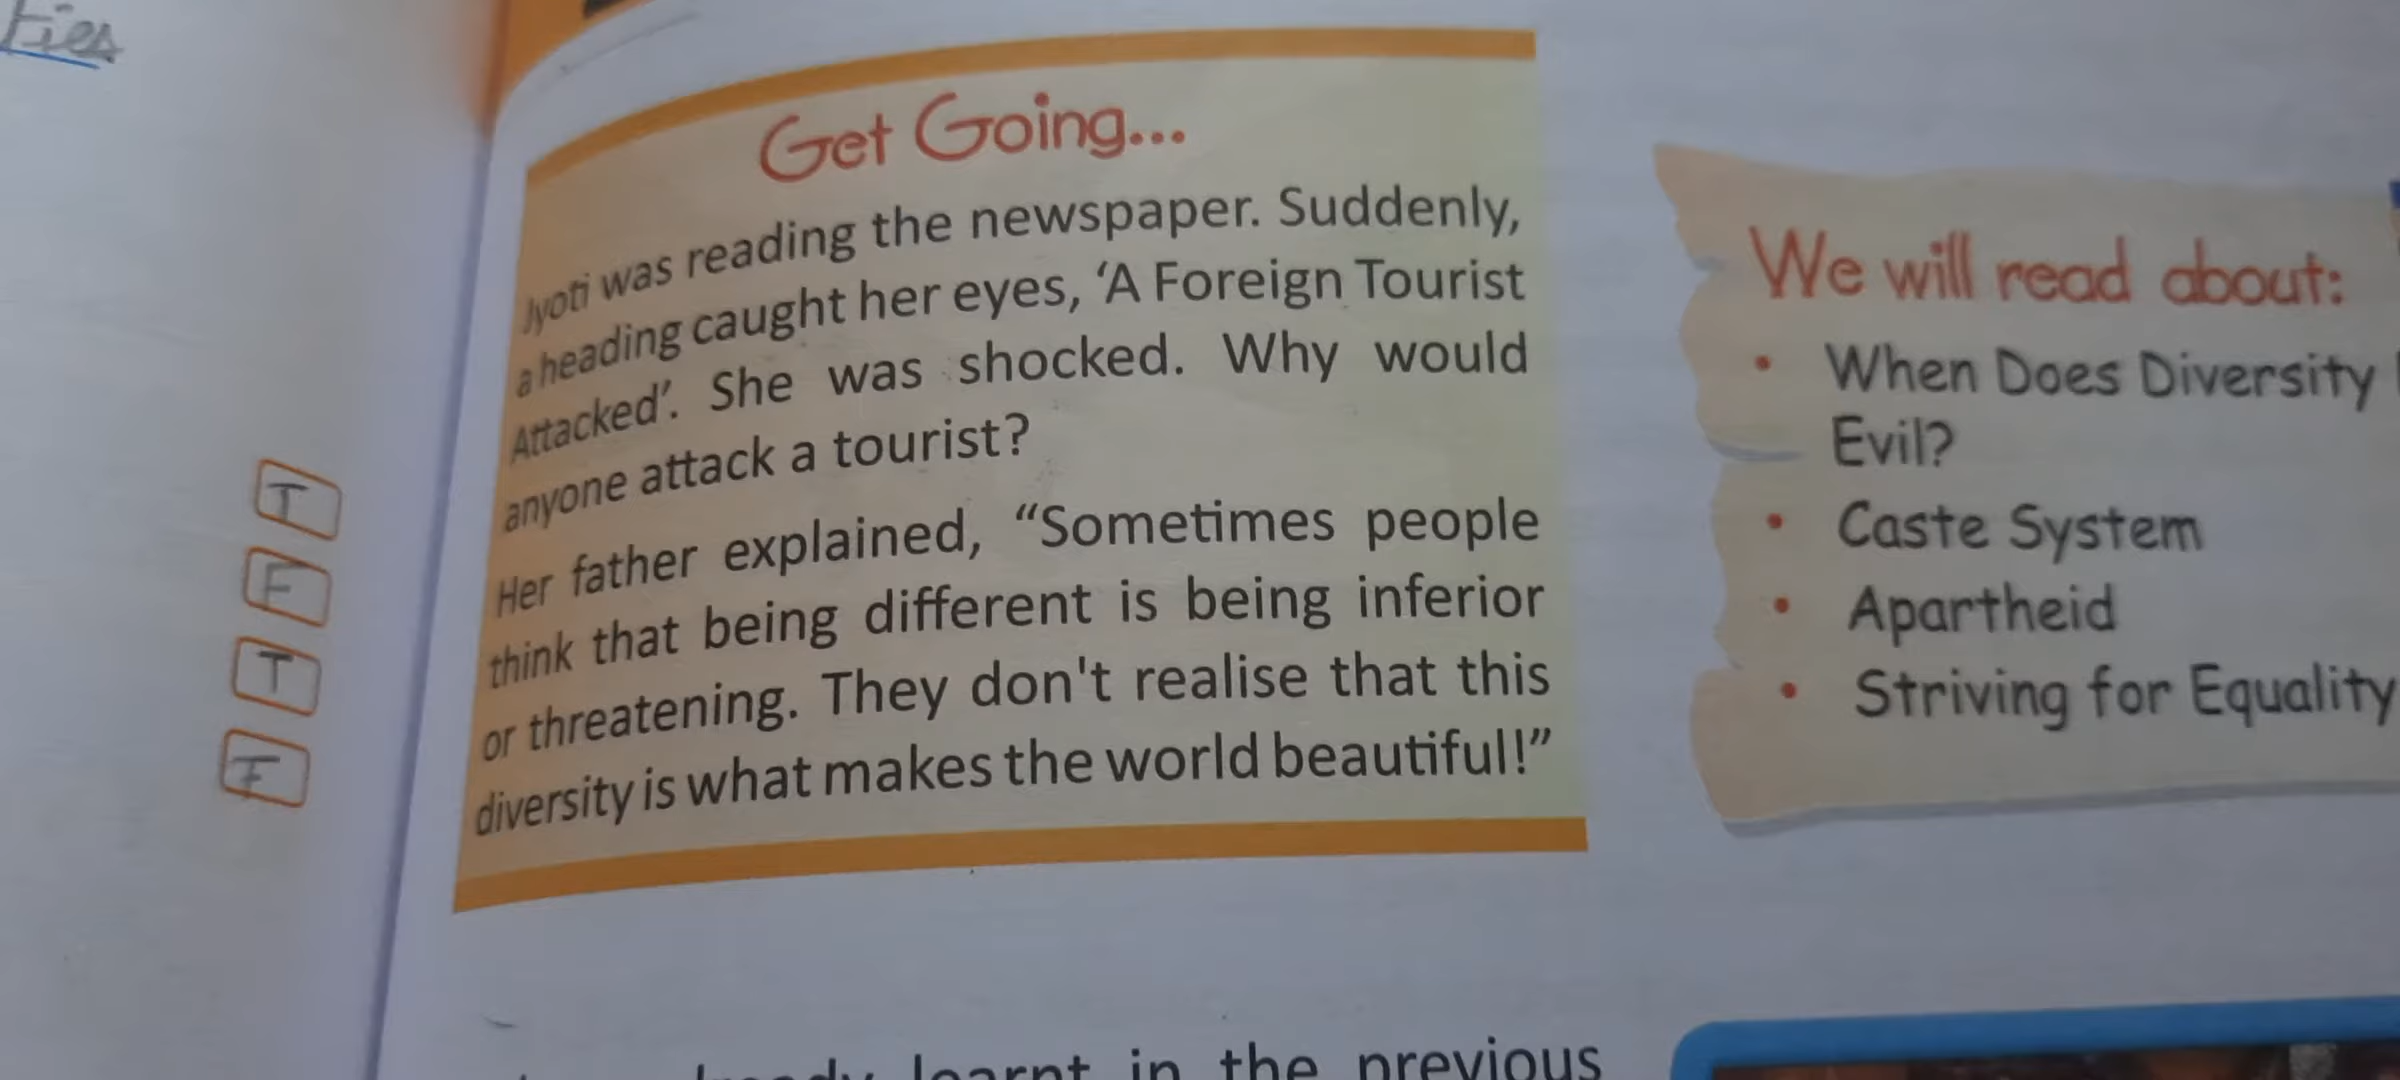 ties
T
F
T
F
Get Going...
Jyoti was reading the newspaper. Suddenly,
a heading caught her eyes, ‘A Foreign Tourist
Attacked’. She was shocked. Why would
anyone attack a tourist?
Her father explained, “Sometimes people
think that being different is being inferior
or threatening. They don't realise that this
diversity is what makes the world beautiful!”
We will read about:
• When Does Diversity
Evil?
• Caste System
• Apartheid
• Striving for Equality
learnt in the previous